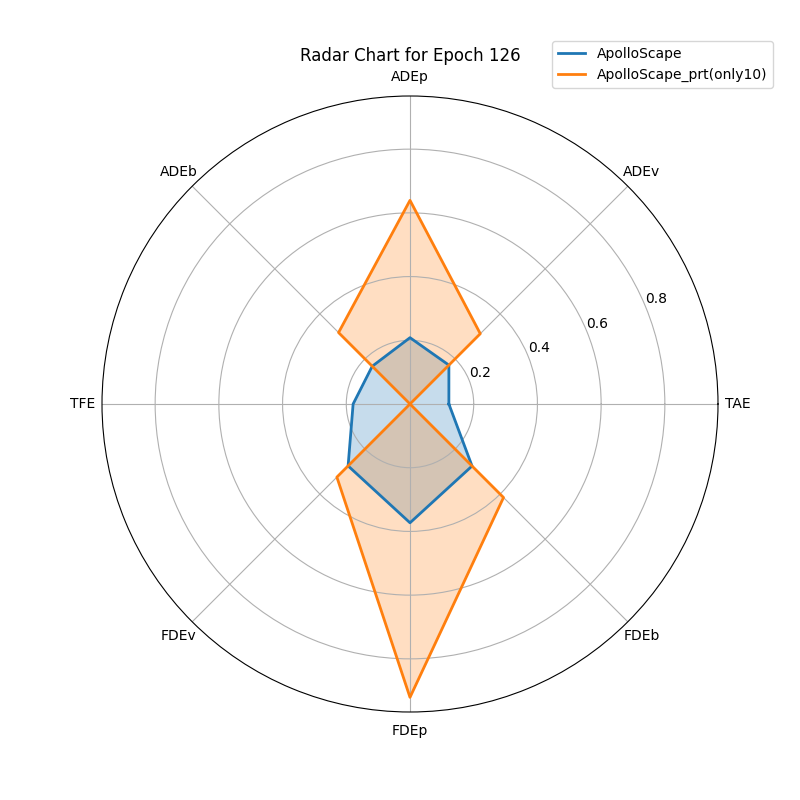 Radar Chart for Epoch 126
ApolloScape
ApolloScape_prt(only10)
ADEp
ADEb
ADEv
0.8
0.6
0.4
0.2
TFE
TAE
FDEv
FDEb
FDEp